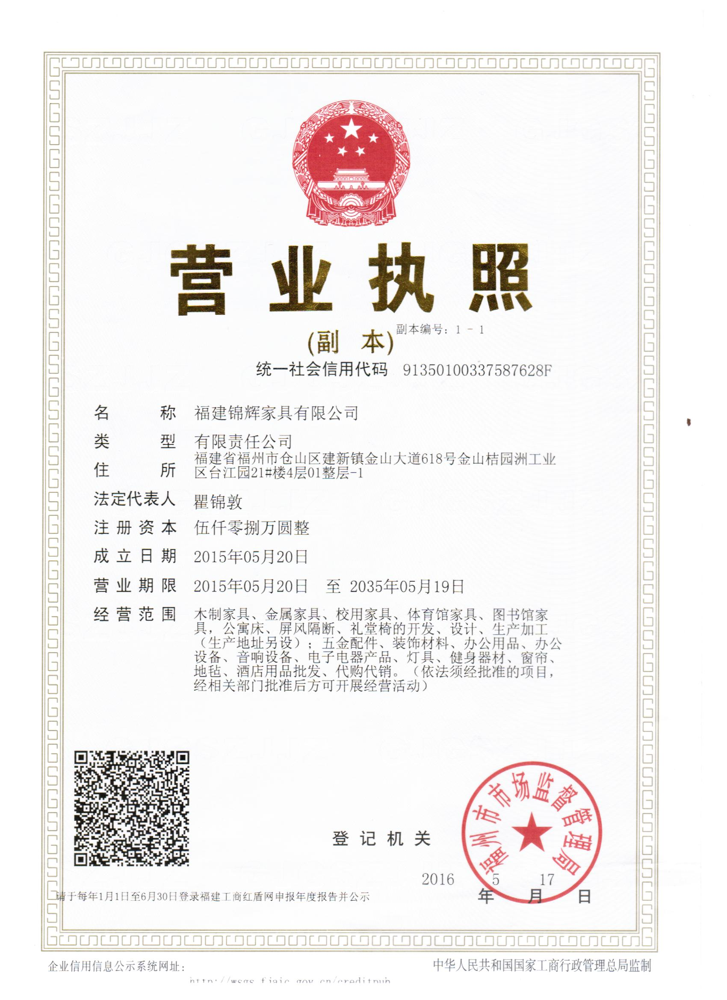 营业执照
(副 本) 副本编号：1 - 1
统一社会信用代码 91350100337587628F
名 称 福建锦辉家具有限公司
类 型 有限责任公司
住 所 福建省福州市仓山区建新镇金山大道618号金山桔园洲工业
区台江园21#楼4层01整层-1
法定代表人 瞿锦敦
注册资本 伍仟零捌万圆整
成立日期 2015年05月20日
营业期限 2015年05月20日 至 2035年05月19日
经营范围 木制家具、金属家具、校用家具、体育馆家具、图书馆家
具，公寓床、屏风隔断、礼堂椅的开发、设计、生产加工
（生产地址另设）；五金配件、装饰材料、办公用品、办公
设备、音响设备、电子电器产品、灯具、健身器材、窗帘、
地毡、酒店用品批发、代购代销。（依法须经批准的项目，
经相关部门批准后方可开展经营活动）
福州市市场监督管理局
登记机关
2016 年 5 月 17 日
请于每年1月1日至6月30日登录福建工商红盾网申报年度报告并公示
企业信用信息公示系统网址：
http://wsgs.fjaic.gov.cn/creditpub
中华人民共和国国家工商行政管理总局监制